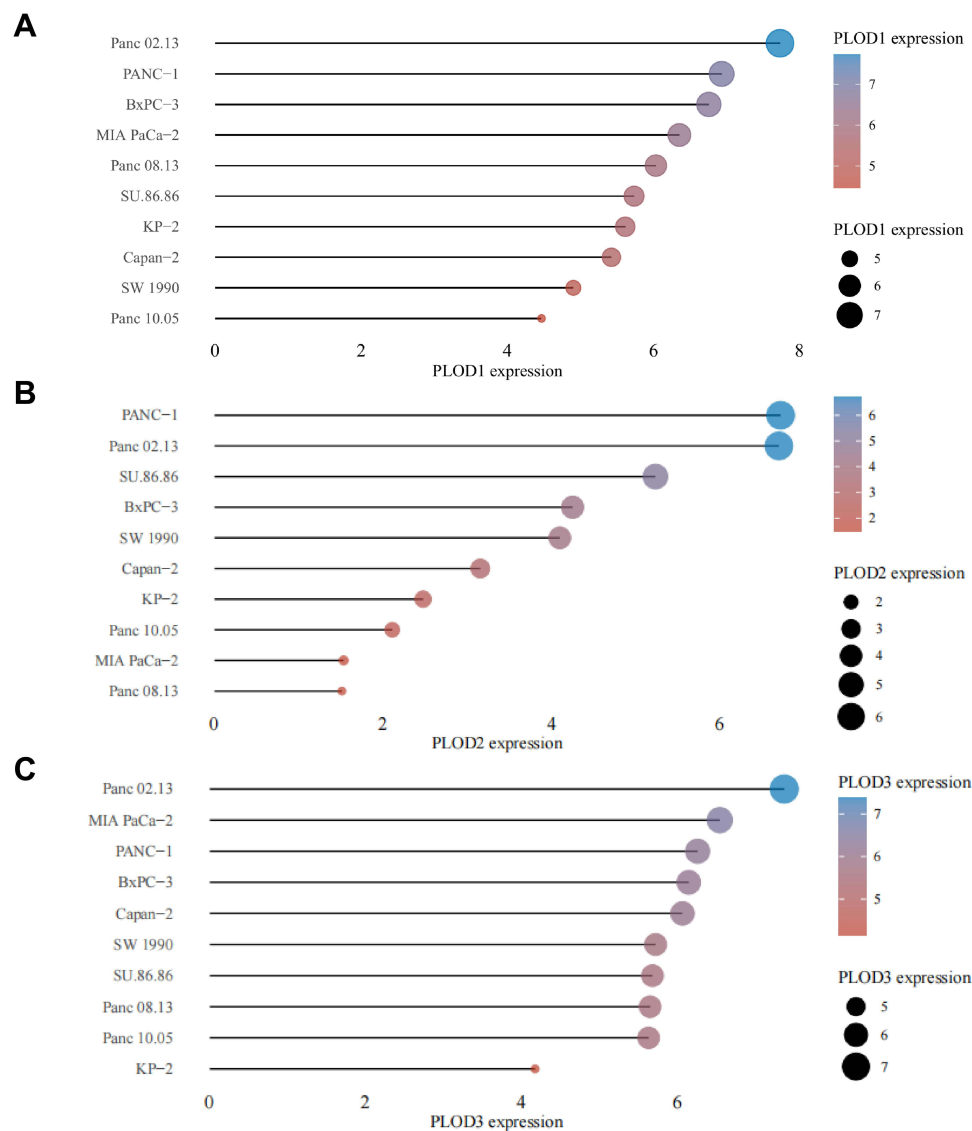 A
Panc 02.13
PANC−1
BxPC−3
MIA PaCa−2
Panc 08.13
SU.86.86
KP−2
Capan−2
SW 1990
Panc 10.05
0 2 4 6 8
PLOD1 expression
PLOD1 expression
7
6
5
PLOD1 expression
5
6
7
B
PANC−1
Panc 02.13
SU.86.86
BxPC−3
SW 1990
Capan−2
KP−2
Panc 10.05
MIA PaCa−2
Panc 08.13
0 2 4 6
PLOD2 expression
6
5
4
3
2
PLOD2 expression
2
3
4
5
6
C
Panc 02.13
MIA PaCa−2
PANC−1
BxPC−3
Capan−2
SW 1990
SU.86.86
Panc 08.13
Panc 10.05
KP−2
0 2 4 6
PLOD3 expression
PLOD3 expression
7
6
5
PLOD3 expression
5
6
7